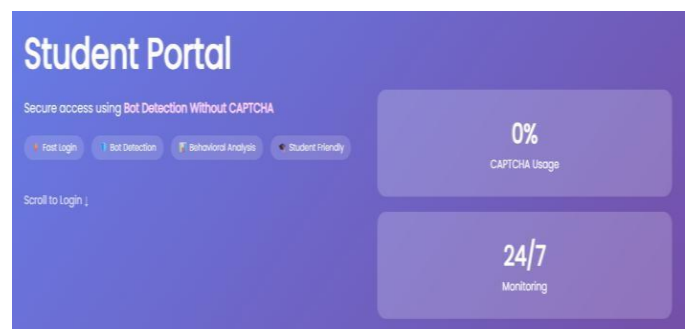 Student Portal
Secure access using Bot Detection Without CAPTCHA
Fast Login
Bot Detection
Behavioral Analysis
Student Friendly
Scroll to Login ↓
0%
CAPTCHA Usage
24/7
Monitoring